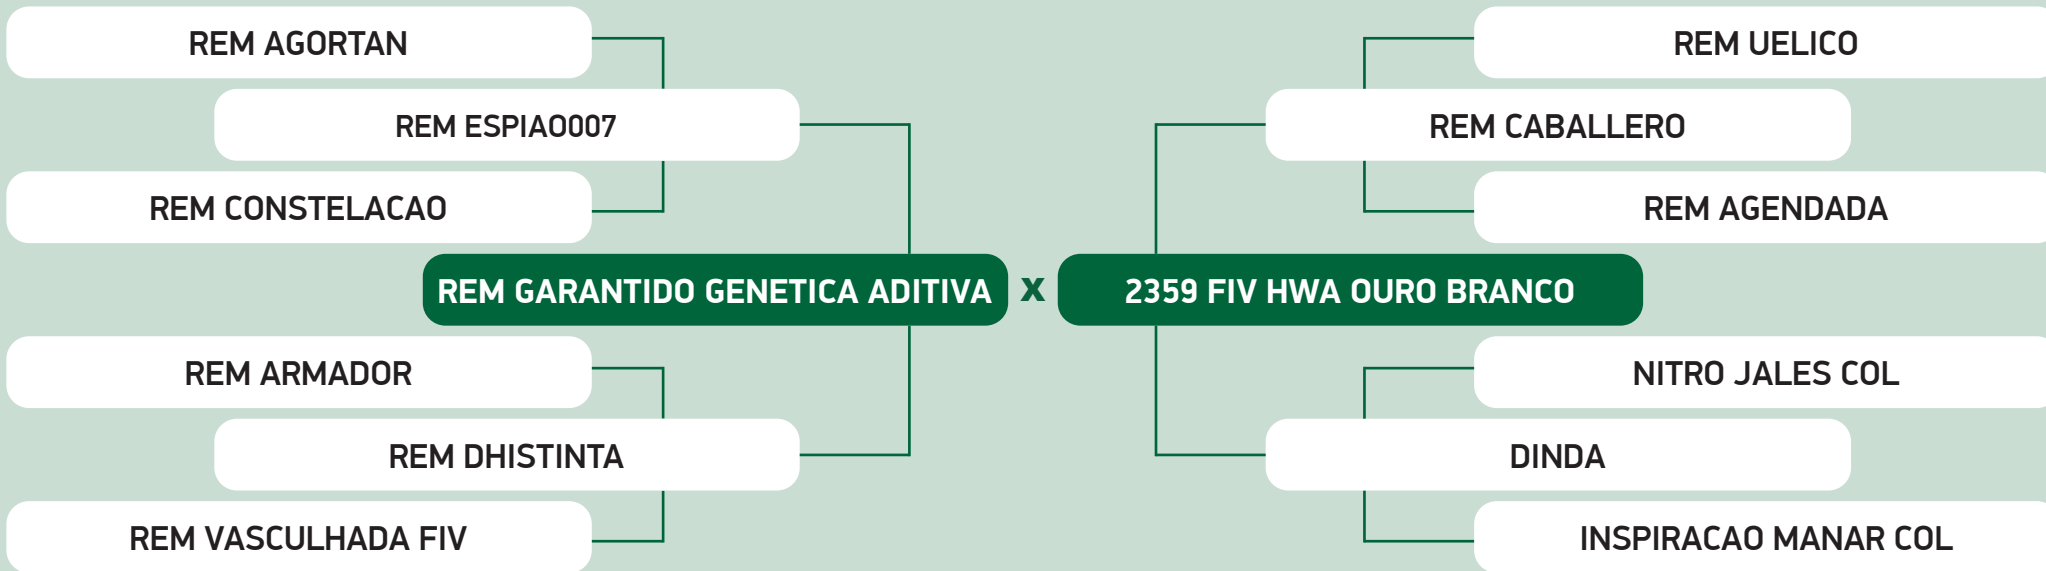 REM AGORTAN
REM UELICO
REM ESPIAO007
REM CABALLERO
REM CONSTELACAO
REM AGENDADA
REM GARANTIDO GENETICA ADITIVA x 2359 FIV HWA OURO BRANCO
REM ARMADOR
NITRO JALES COL
REM DHISTINTA
DINDA
REM VASCULHADA FIV
INSPIRACAO MANAR COL